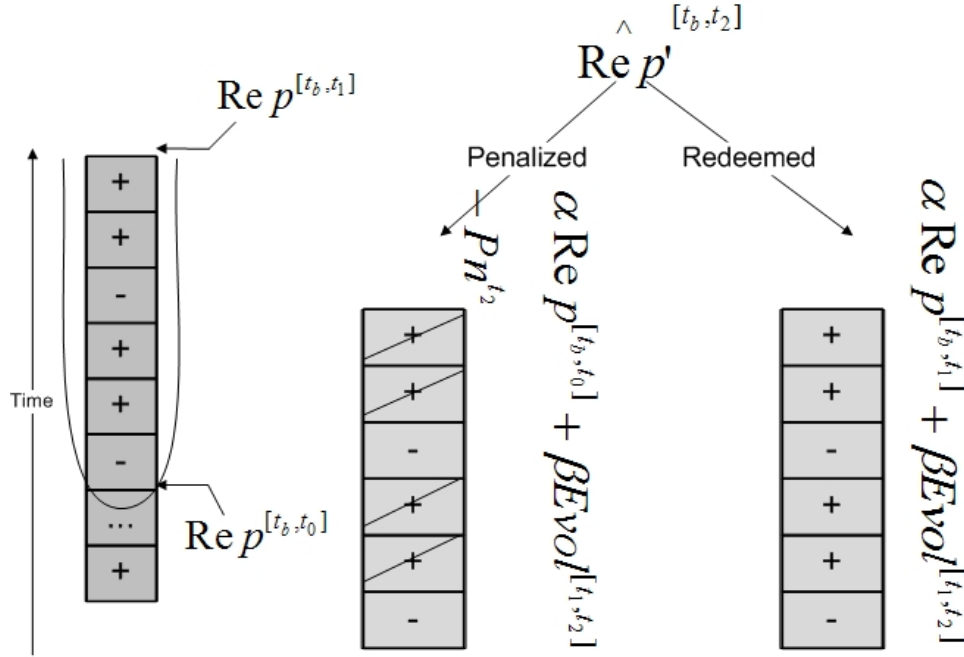 Re p^[t_b,t_1]
+
+
-
+
+
-
...
+
Time
Re p^[t_b,t_0]
^
Re p'^[t_b,t_2]
Penalized
Redeemed
α Re p^[t_b,t_0] + βEvol^[t_1,t_2]
− Pn^t_2
+
+
-
+
+
-
α Re p^[t_b,t_1] + βEvol^[t_1,t_2]
+
+
-
+
+
-